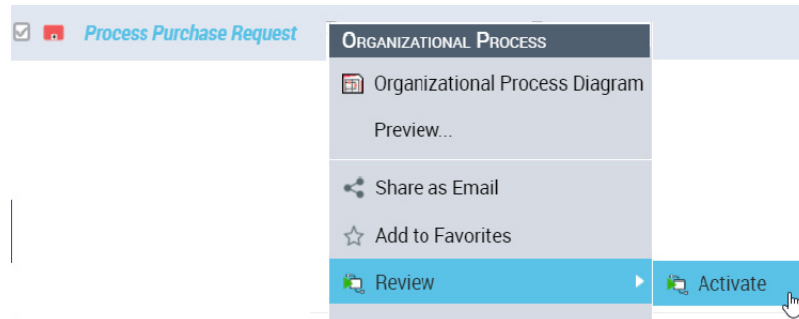 Process Purchase Request
ORGANIZATIONAL PROCESS
Organizational Process Diagram
Preview...
Share as Email
Add to Favorites
Review
Activate